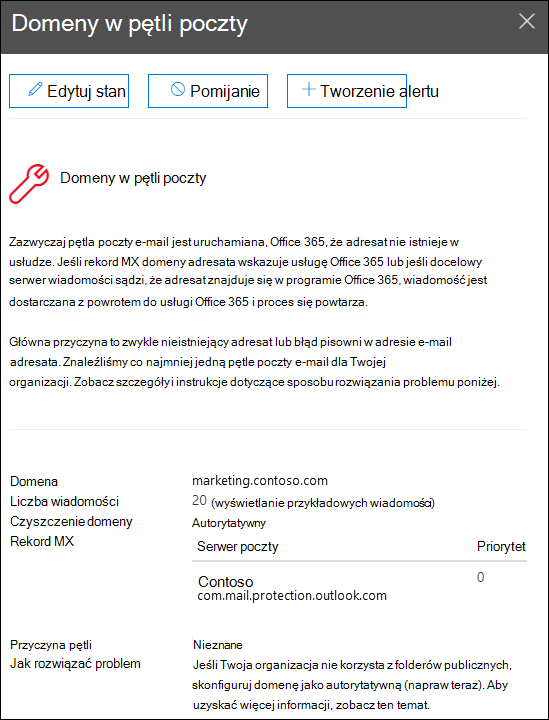 Domeny w pętli poczty
Edytuj stan Pomijanie Tworzenie alertu
Domeny w pętli poczty
Zazwyczaj pętla poczty e-mail jest uruchamiana, Office 365, że adresat nie istnieje w
usłudze. Jeśli rekord MX domeny adresata wskazuje usługę Office 365 lub jeśli docelowy
serwer wiadomości sądzi, że adresat znajduje się w programie Office 365, wiadomość jest
dostarczana z powrotem do usługi Office 365 i proces się powtarza.
Główna przyczyna to zwykle nieistniejący adresat lub błąd pisowni w adresie e-mail
adresata. Znaleźliśmy co najmniej jedną pętle poczty e-mail dla Twojej
organizacji. Zobacz szczegóły i instrukcje dotyczące sposobu rozwiązania problemu poniżej.
Domena marketing.contoso.com
Liczba wiadomości 20 (wyświetlanie przykładowych wiadomości)
Czyszczenie domeny Autorytatywny
Rekord MX Serwer poczty Priorytet
Contoso 0
com.mail.protection.outlook.com
Przyczyna pętli Nieznane
Jak rozwiązać problem Jeśli Twoja organizacja nie korzysta z folderów publicznych,
skonfiguruj domenę jako autorytatywną (napraw teraz). Aby
uzyskać więcej informacji, zobacz ten temat.